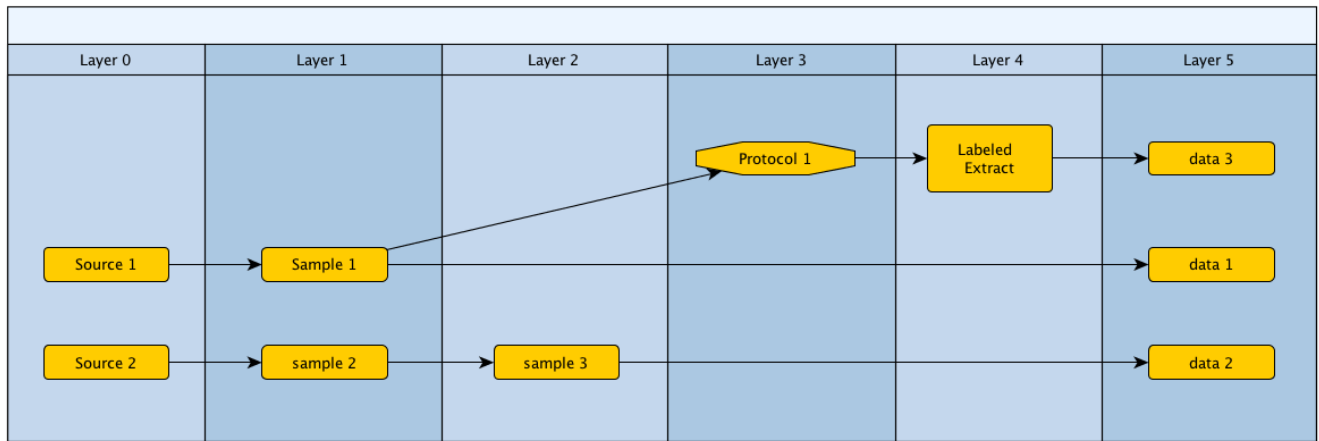 Layer 0
Layer 1
Layer 2
Layer 3
Layer 4
Layer 5
Protocol 1
Labeled
Extract
data 3
Source 1
Sample 1
data 1
Source 2
sample 2
sample 3
data 2